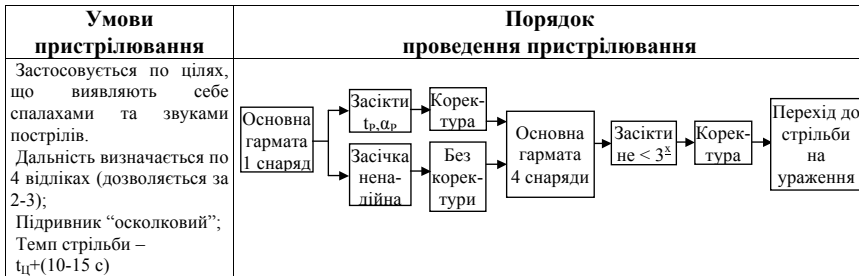 Умови
пристрілювання
Порядок
проведення пристрілювання
Застосовується по цілях,
що виявляють себе
спалахами та звуками
пострілів.
Дальність визначається по
4 відліках (дозволяється за
2-3);
Підривник “осколковий”;
Темп стрільби –
tЦ+(10-15 с)
Основна
гармата
1 снаряд
Засікти
tР,αР
Корек-
тура
Засічка
нена-
дійна
Без
корек-
тури
Основна
гармата
4 снаряди
Засікти
не < 3х
Корек-
тура
Перехід до
стрільби
на
ураження